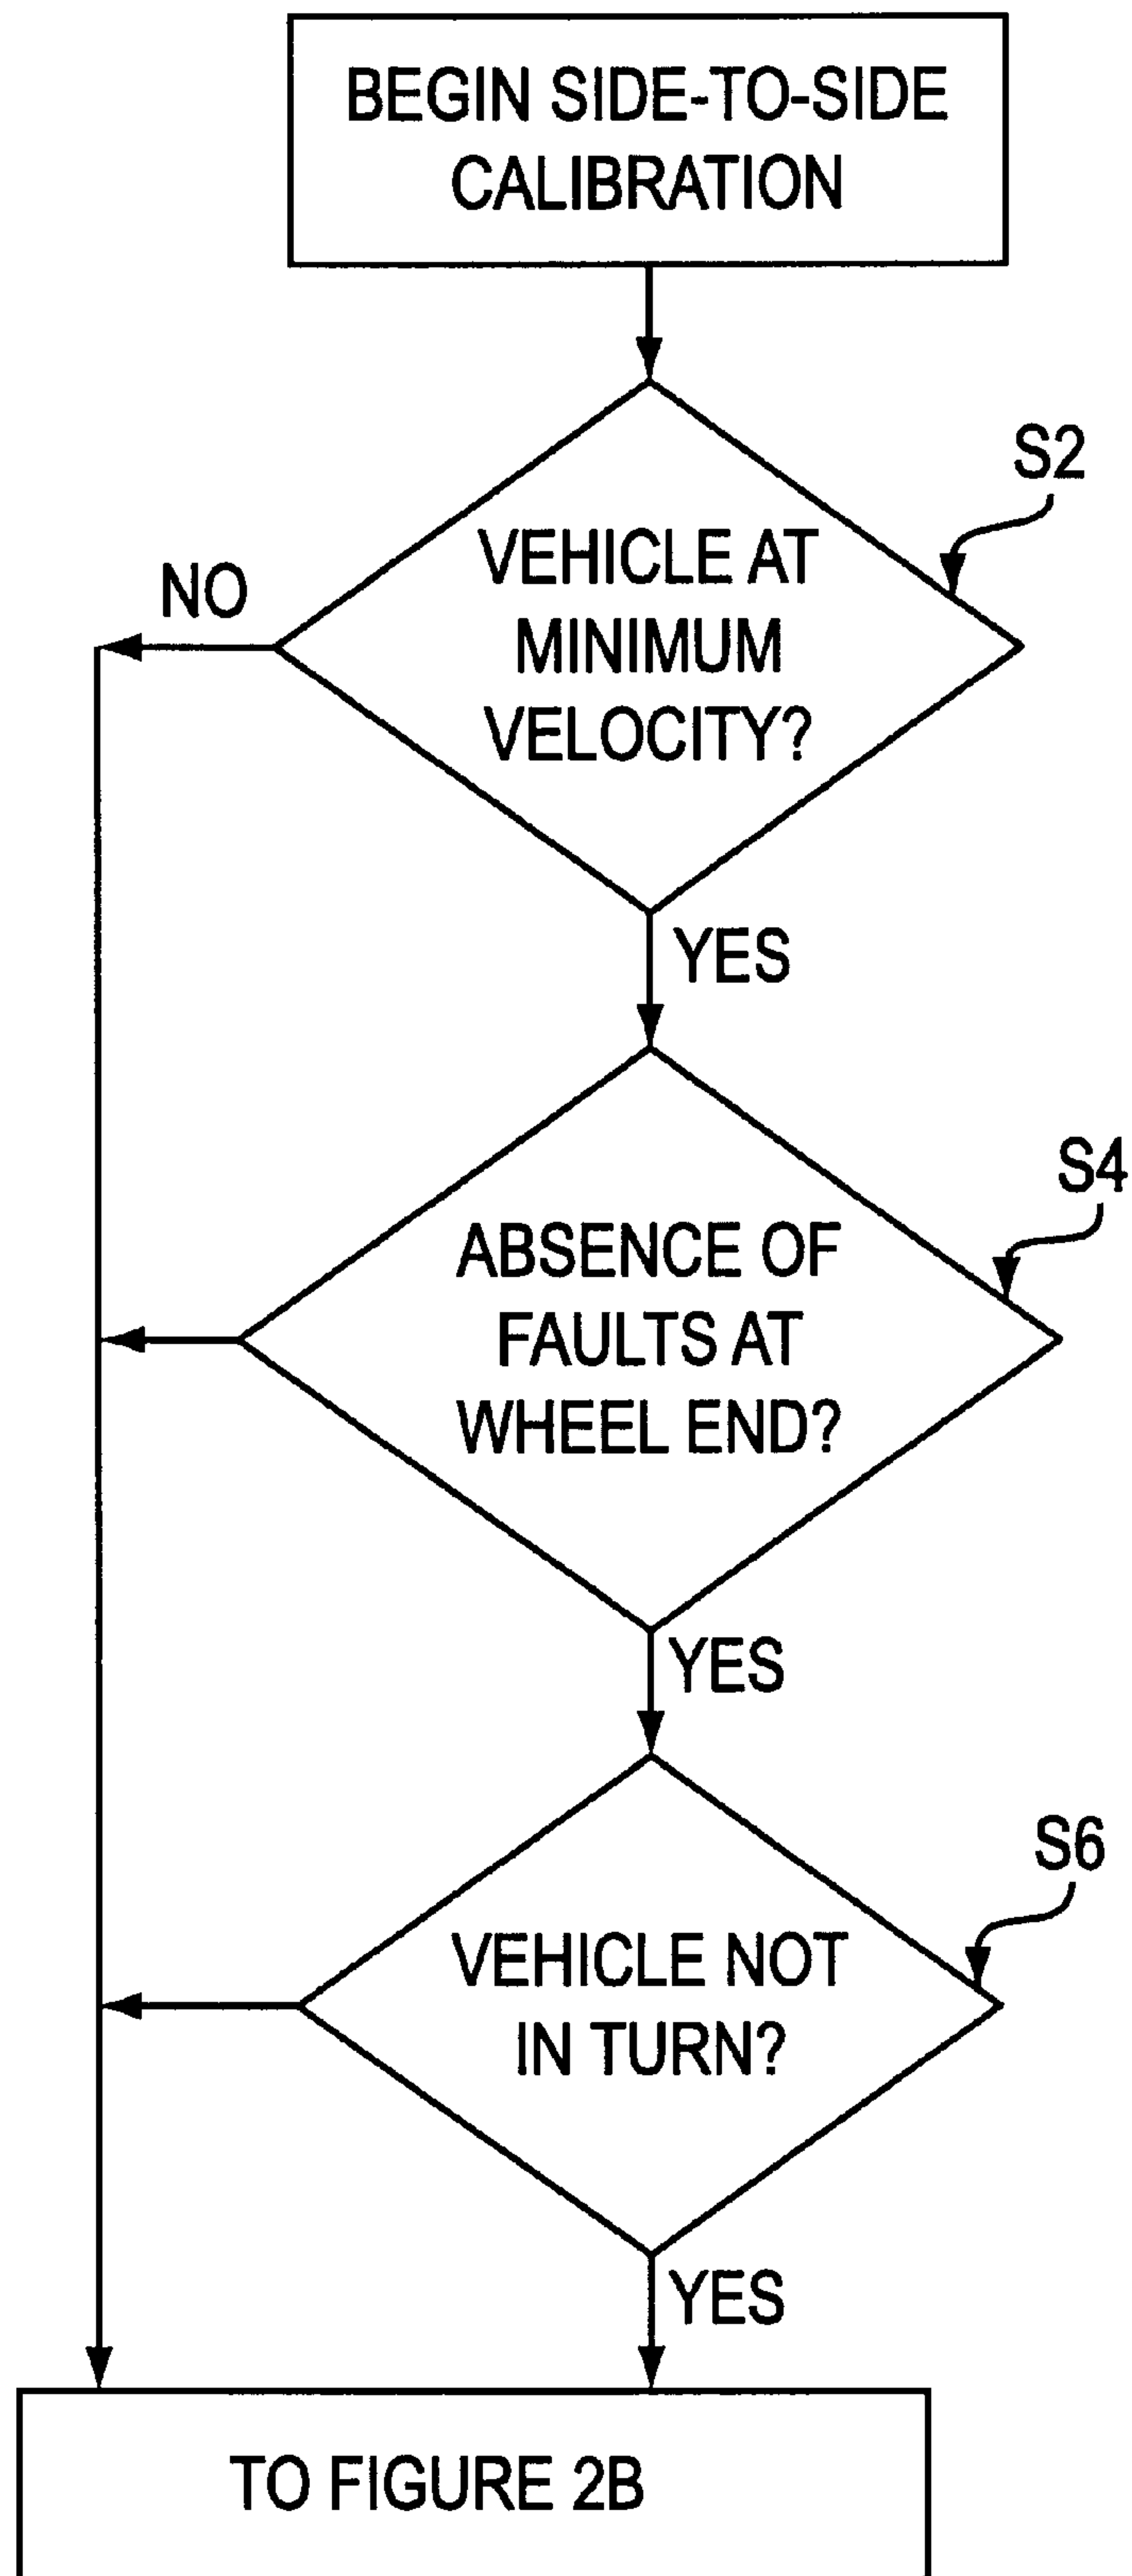 BEGIN SIDE-TO-SIDE
CALIBRATION
S2
VEHICLE AT
MINIMUM
VELOCITY?
NO
YES
S4
ABSENCE OF
FAULTS AT
WHEEL END?
YES
S6
VEHICLE NOT
IN TURN?
YES
TO FIGURE 2B